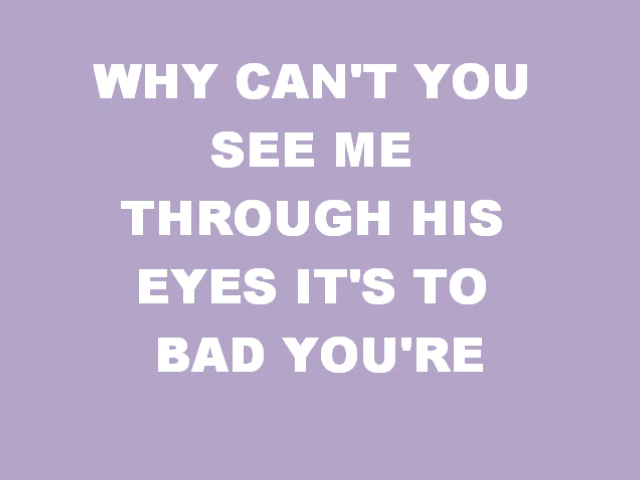 WHY CAN'T YOU
SEE ME
THROUGH HIS
EYES IT'S TO
BAD YOU'RE